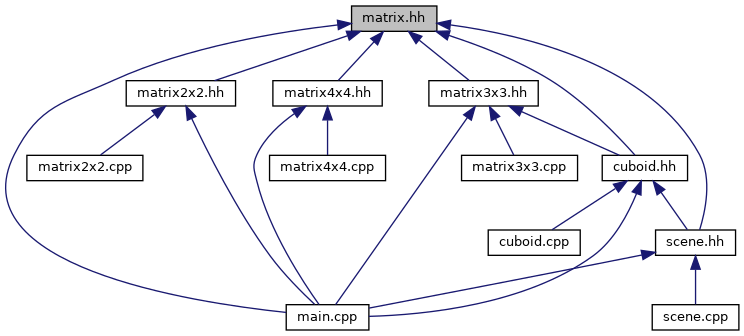 matrix.hh
matrix2x2.hh
matrix4x4.hh
matrix3x3.hh
matrix2x2.cpp
matrix4x4.cpp
matrix3x3.cpp
cuboid.hh
cuboid.cpp
scene.hh
main.cpp
scene.cpp